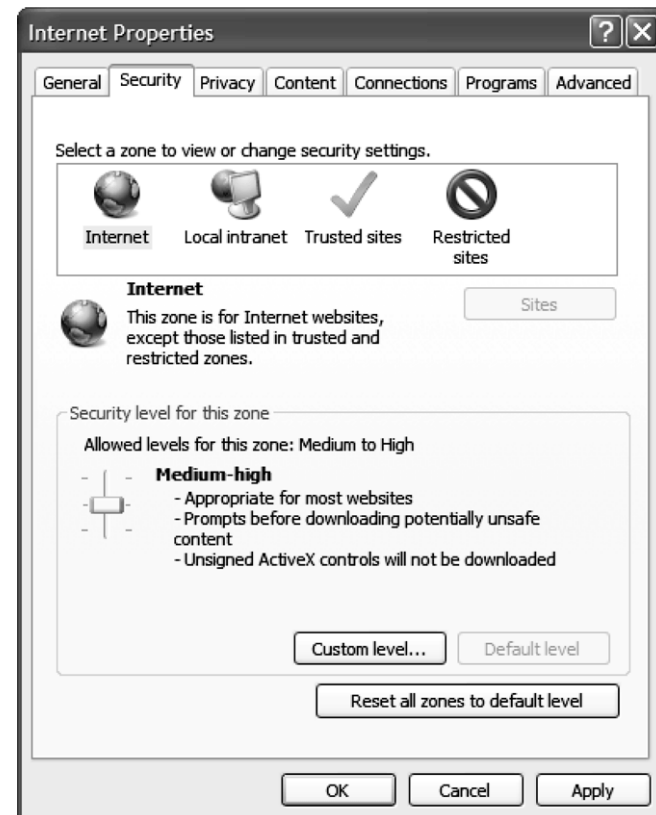 Internet Properties
General Security Privacy Content Connections Programs Advanced
Select a zone to view or change security settings.
Internet Local intranet Trusted sites Restricted
sites
Internet
Sites
This zone is for Internet websites,
except those listed in trusted and
restricted zones.
Security level for this zone
Allowed levels for this zone: Medium to High
Medium-high
- Appropriate for most websites
- Prompts before downloading potentially unsafe
content
- Unsigned ActiveX controls will not be downloaded
Custom level... Default level
Reset all zones to default level
OK Cancel Apply